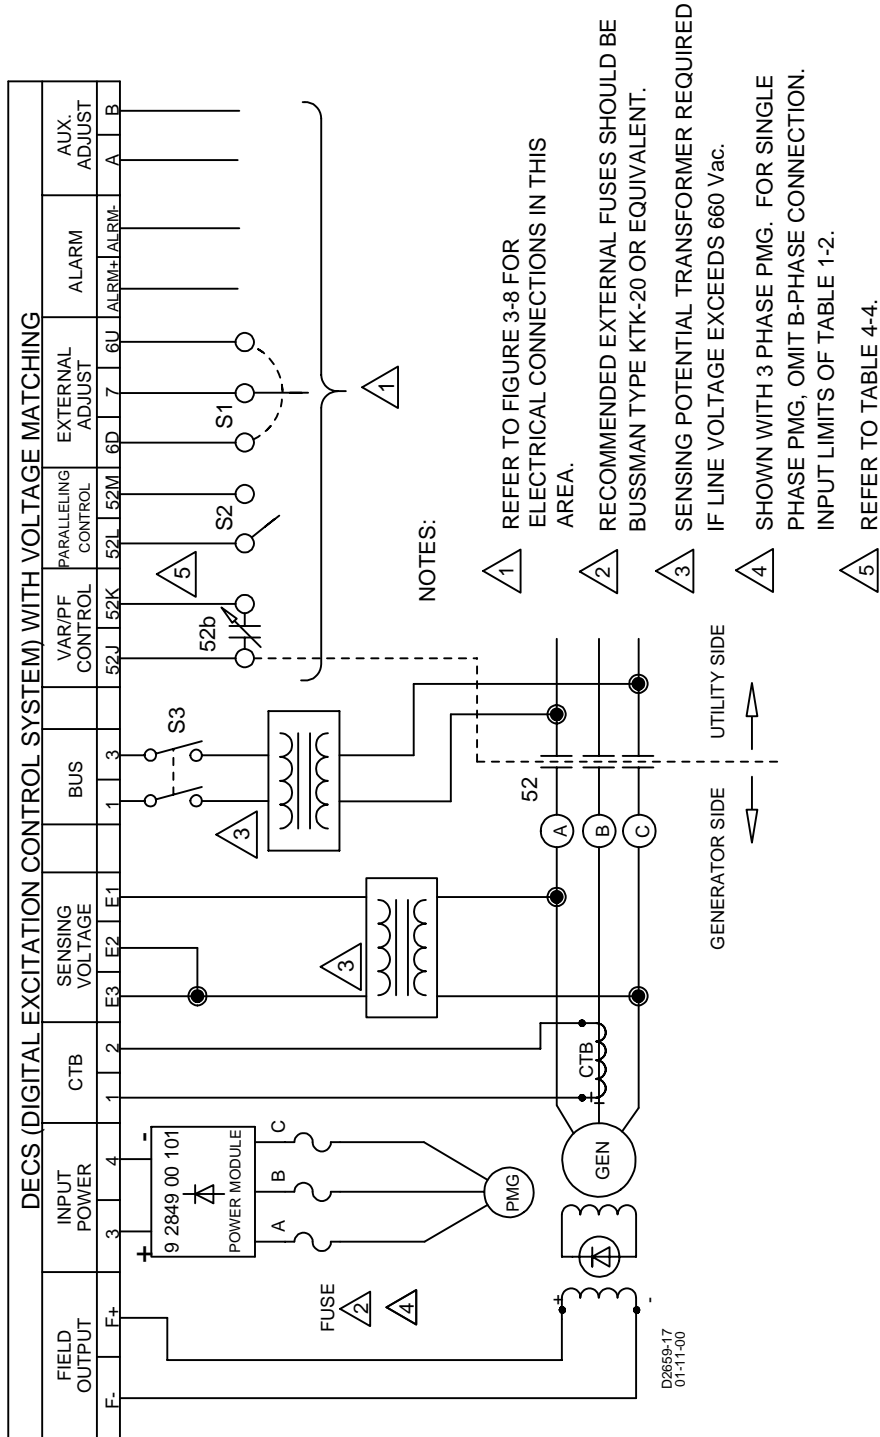 DECS (DIGITAL EXCITATION CONTROL SYSTEM) WITH VOLTAGE MATCHING
FIELD
OUTPUT
INPUT
POWER
CTB
SENSING
VOLTAGE
BUS
VAR/PF
CONTROL
PARALLELING
CONTROL
EXTERNAL
ADJUST
ALARM
AUX.
ADJUST
F- F+ 3 4 1 2 E3 E2 E1 1 3 52J 52K 52L 52M 6D 7 6U ALRM+ ALRM- A B
+ -
9 2849 00 101
POWER MODULE
A B C
FUSE
2
4
PMG
3
3
S3
52b
5
S2
S1
1
+
-
GEN
CTB
+
A
B
C
52
GENERATOR SIDE
UTILITY SIDE
D2659-17
01-11-00
NOTES:
1 REFER TO FIGURE 3-8 FOR
ELECTRICAL CONNECTIONS IN THIS
AREA.
2 RECOMMENDED EXTERNAL FUSES SHOULD BE
BUSSMAN TYPE KTK-20 OR EQUIVALENT.
3 SENSING POTENTIAL TRANSFORMER REQUIRED
IF LINE VOLTAGE EXCEEDS 660 Vac.
4 SHOWN WITH 3 PHASE PMG. FOR SINGLE
PHASE PMG, OMIT B-PHASE CONNECTION.
INPUT LIMITS OF TABLE 1-2.
5 REFER TO TABLE 4-4.